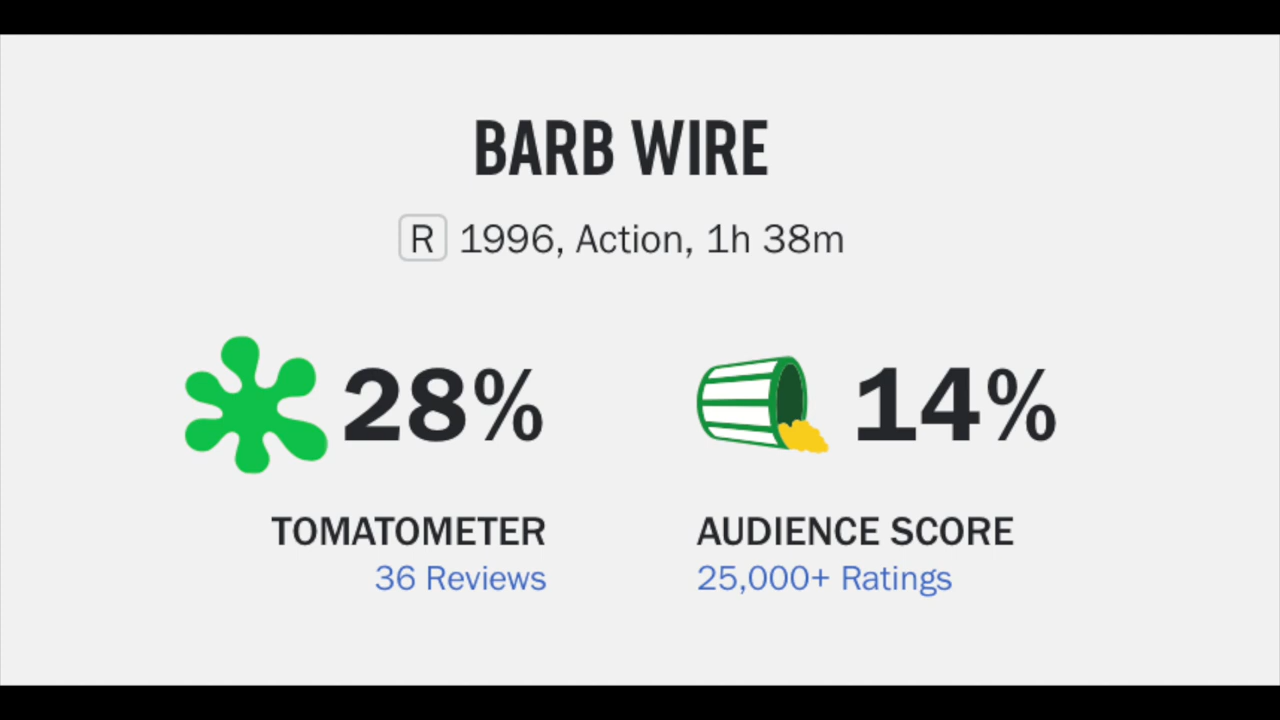 BARB WIRE
R 1996, Action, 1h 38m
28% 14%
TOMATOMETER AUDIENCE SCORE
36 Reviews 25,000+ Ratings